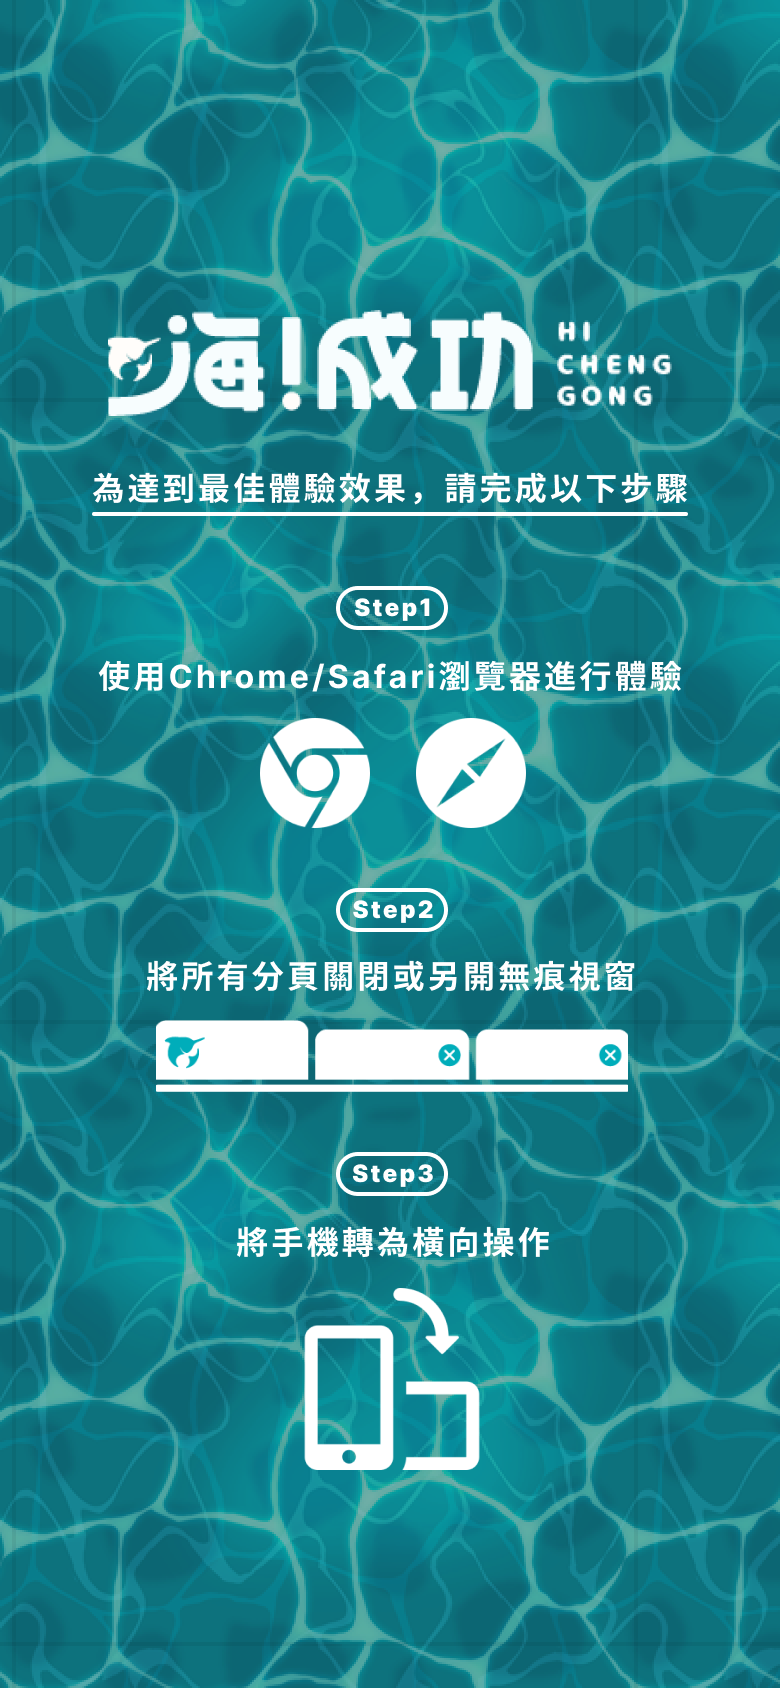 嗨!成功
HI
CHENG
GONG
為達到最佳體驗效果，請完成以下步驟
Step1
使用Chrome/Safari瀏覽器進行體驗
Step2
將所有分頁關閉或另開無痕視窗
Step3
將手機轉為橫向操作